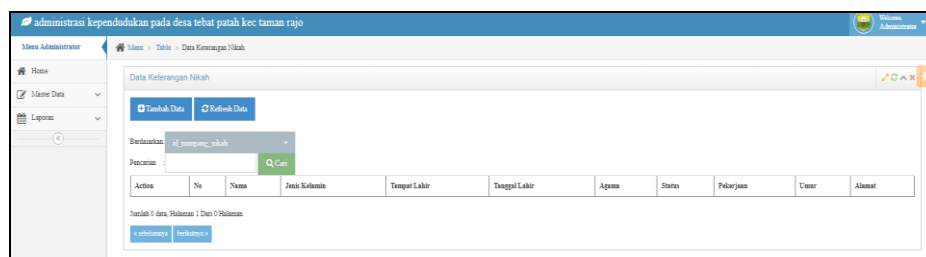 administrasi kependudukan pada desa tebat patah kec taman rajo
Welcome,
Administrator
Menu Administrator
Menu > Table > Data Keterangan Nikah
Home
Master Data
Laporan
Data Keterangan Nikah
Tambah Data Refresh Data
Berdasarkan: id_numpang_nikah
Pencarian : Cari
Action No Nama Jenis Kelamin Tempat Lahir Tanggal Lahir Agama Status Pekerjaan Umur Alamat
Jumlah 0 data, Halaman 1 Dari 0 Halaman
« sebelumnya berikutnya »